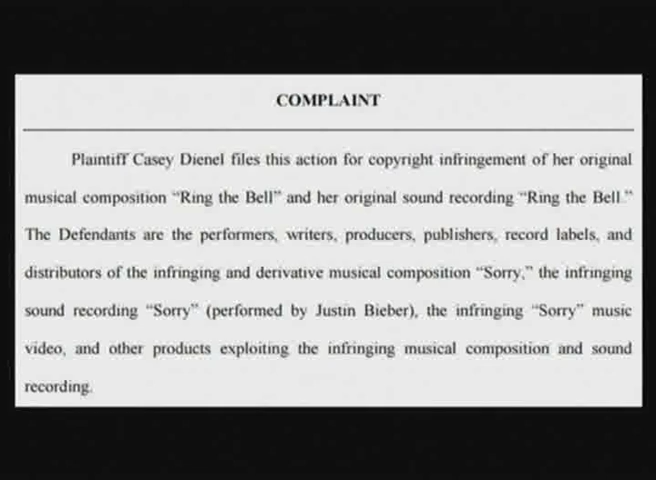 COMPLAINT
Plaintiff Casey Dienel files this action for copyright infringement of her original
musical composition “Ring the Bell” and her original sound recording “Ring the Bell.”
The Defendants are the performers, writers, producers, publishers, record labels, and
distributors of the infringing and derivative musical composition “Sorry,” the infringing
sound recording “Sorry” (performed by Justin Bieber), the infringing “Sorry” music
video, and other products exploiting the infringing musical composition and sound
recording.